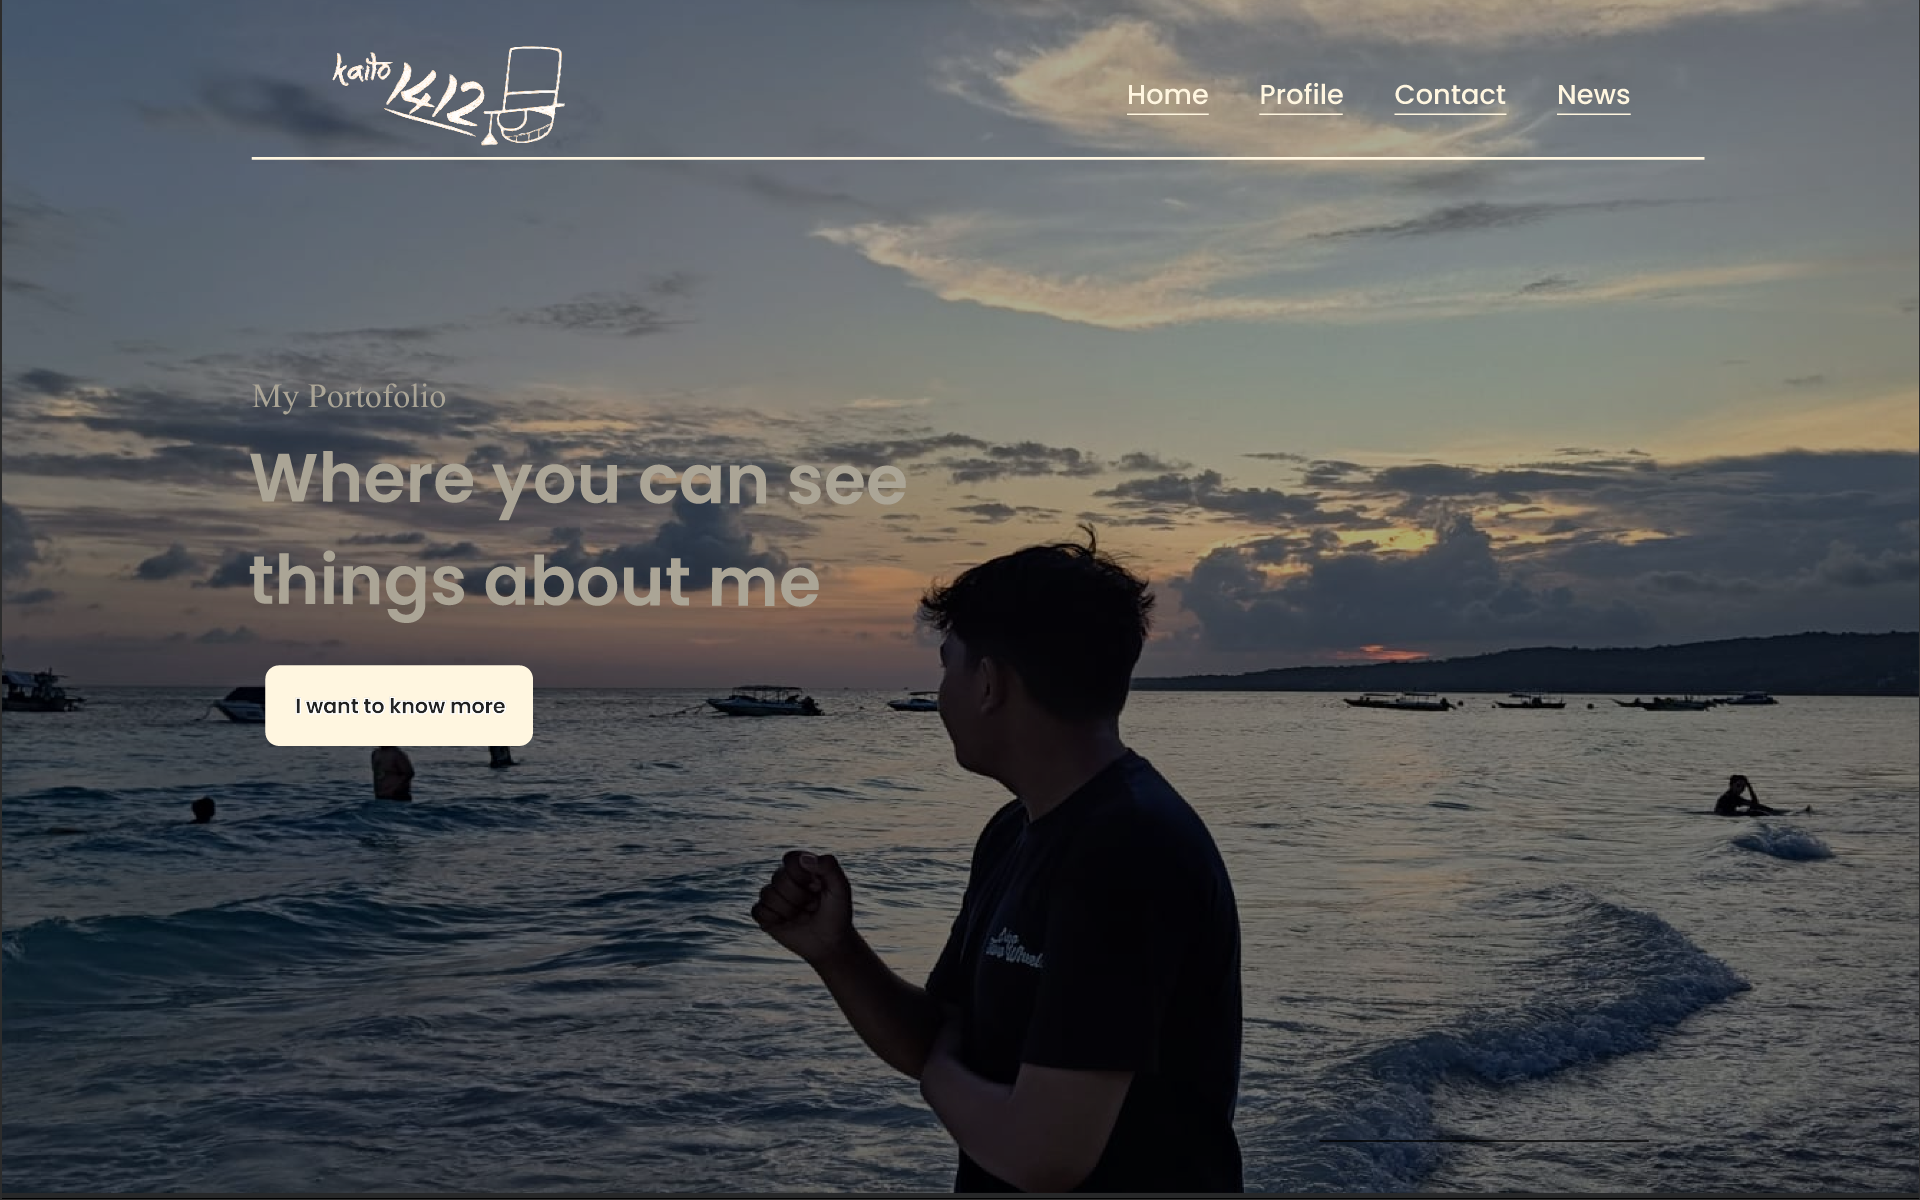 kaito
1412
Home Profile Contact News
My Portofolio
Where you can see
things about me
I want to know more